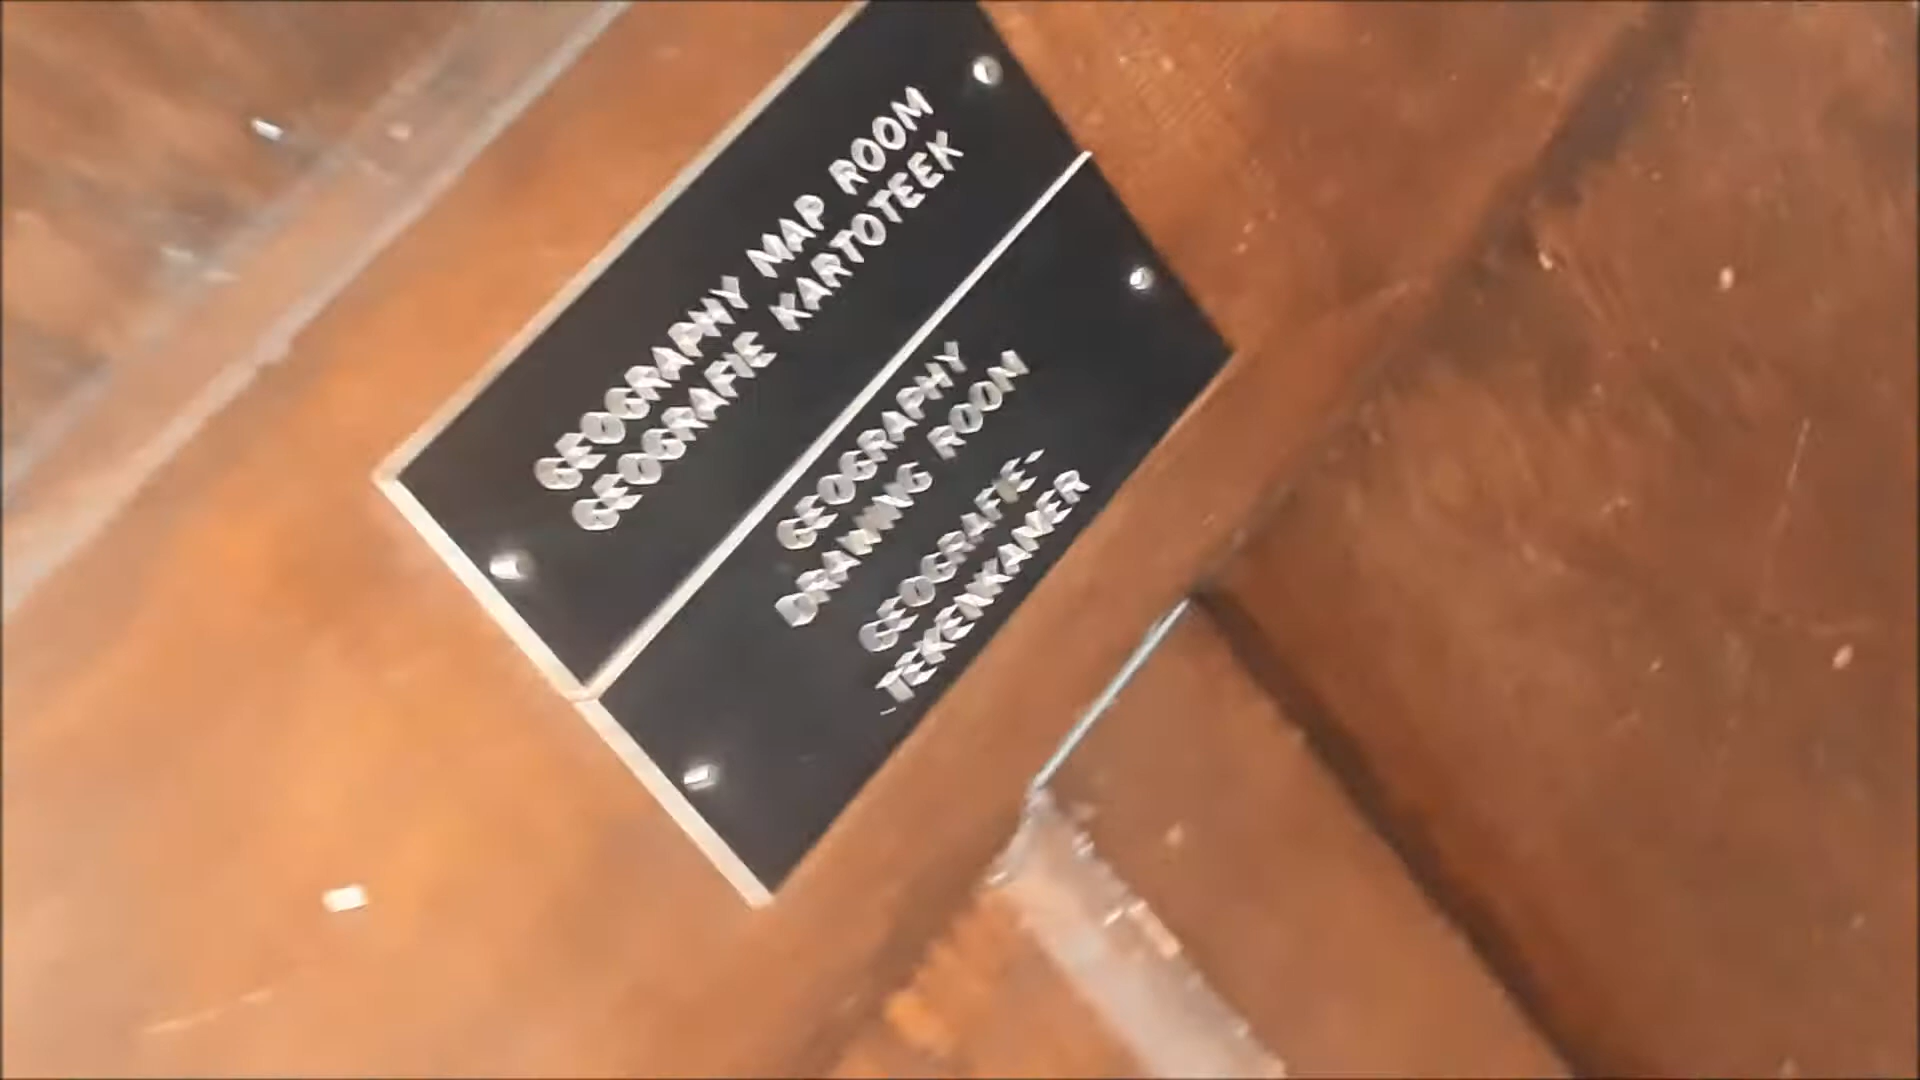 GEOGRAPHY MAP ROOM
GEOGRAFIE KARTOTEEK
GEOGRAPHY
DRAWING ROOM
GEOGRAFIE-
TEKENKAMER